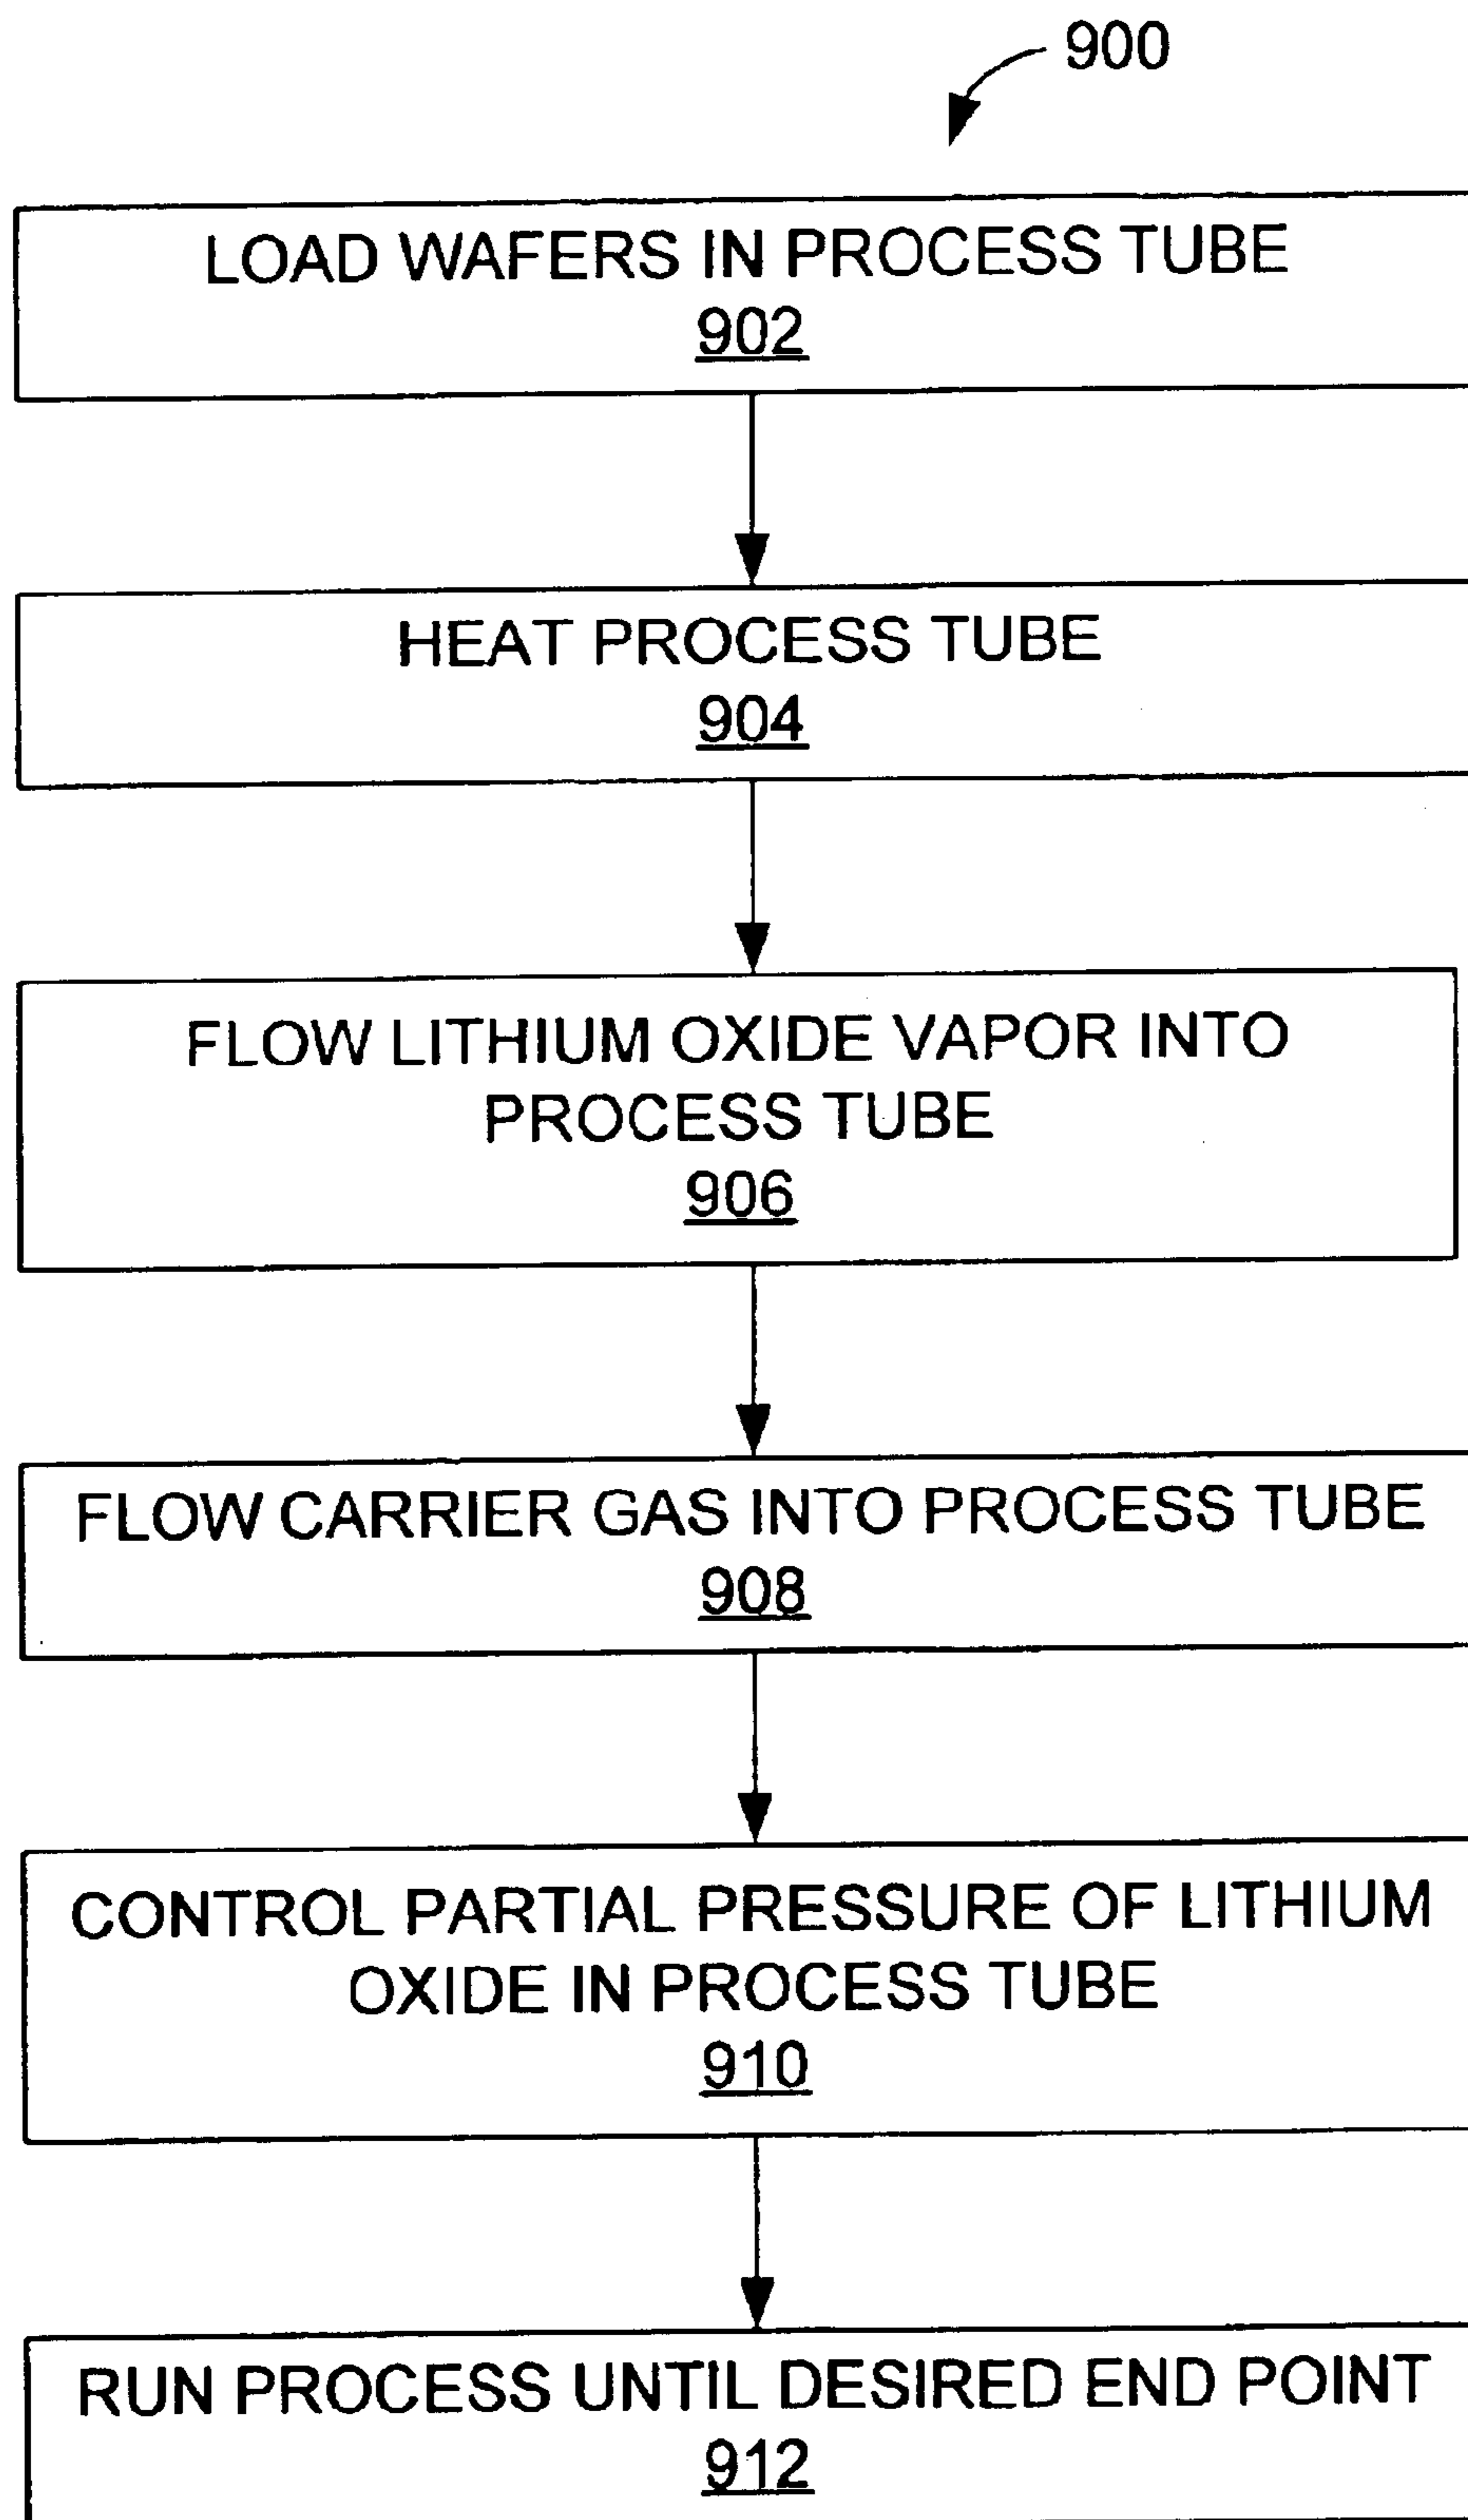 900
LOAD WAFERS IN PROCESS TUBE
902
HEAT PROCESS TUBE
904
FLOW LITHIUM OXIDE VAPOR INTO
PROCESS TUBE
906
FLOW CARRIER GAS INTO PROCESS TUBE
908
CONTROL PARTIAL PRESSURE OF LITHIUM
OXIDE IN PROCESS TUBE
910
RUN PROCESS UNTIL DESIRED END POINT
912